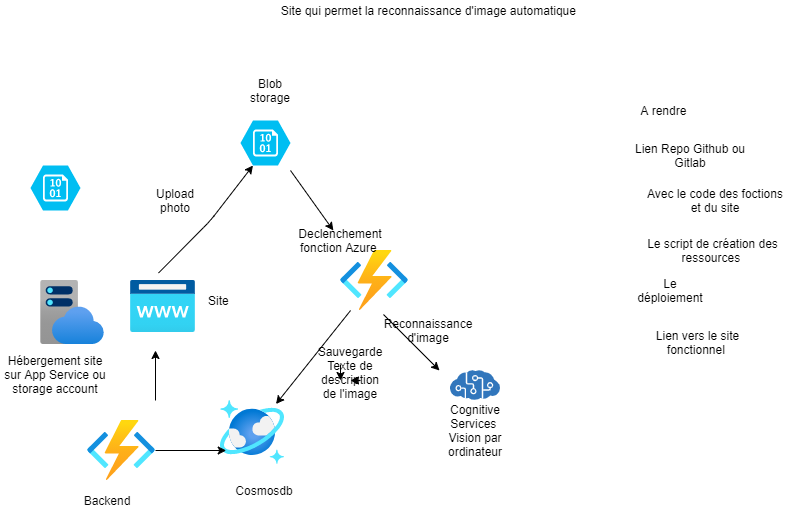 Site qui permet la reconnaissance d'image automatique
Blob
storage
10
01
A rendre
Lien Repo Github ou
Gitlab
10
01
Upload
photo
Avec le code des foctions
et du site
Declenchement
fonction Azure
Le script de création des
ressources
Le
déploiement
WWW
Site
Reconnaissance
d'image
Lien vers le site
fonctionnel
Hébergement site
sur App Service ou
storage account
Sauvegarde
Texte de
description
de l'image
Cognitive
Services
Vision par
ordinateur
Cosmosdb
Backend